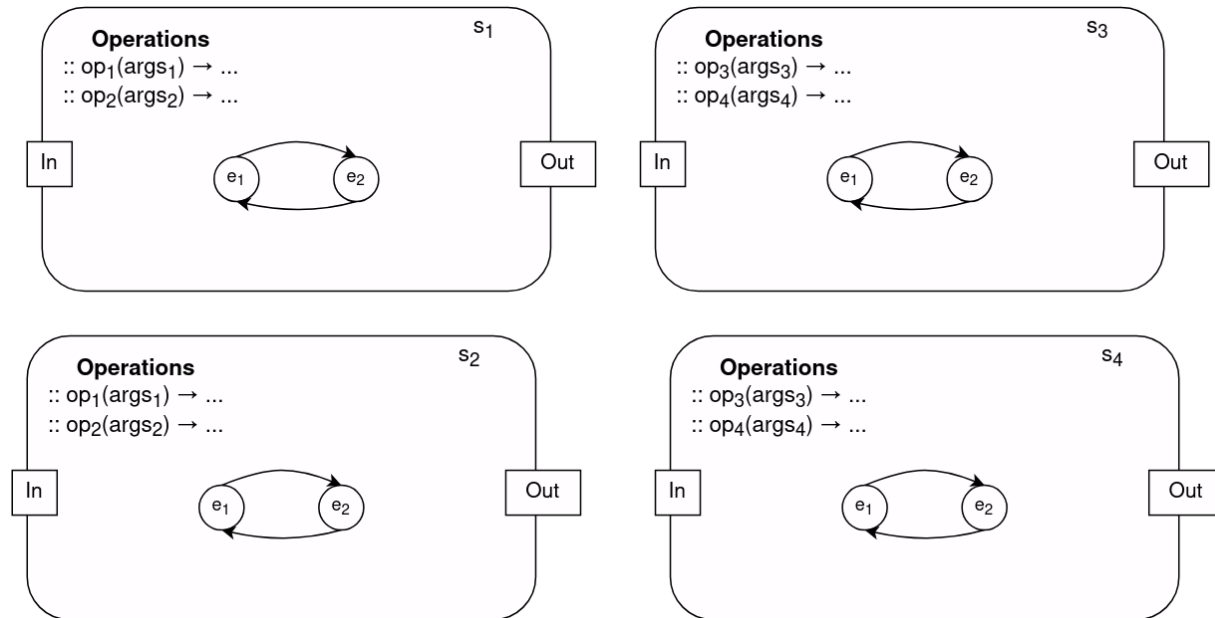 s₁
Operations
:: op₁(args₁) → ...
:: op₂(args₂) → ...
In
e₁
e₂
Out
s₃
Operations
:: op₃(args₃) → ...
:: op₄(args₄) → ...
In
e₁
e₂
Out
s₂
Operations
:: op₁(args₁) → ...
:: op₂(args₂) → ...
In
e₁
e₂
Out
s₄
Operations
:: op₃(args₃) → ...
:: op₄(args₄) → ...
In
e₁
e₂
Out